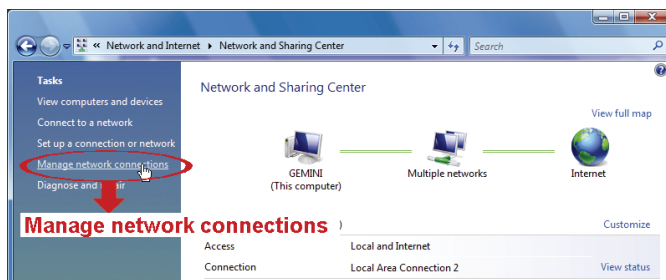 « Network and Internet ▸ Network and Sharing Center
Search
Tasks
View computers and devices
Connect to a network
Set up a connection or network
Manage network connections
Diagnose and
Manage network connections
Network and Sharing Center
View full map
GEMINI
(This computer)
Multiple networks
Internet
) Customize
Access Local and Internet
Connection Local Area Connection 2 View status